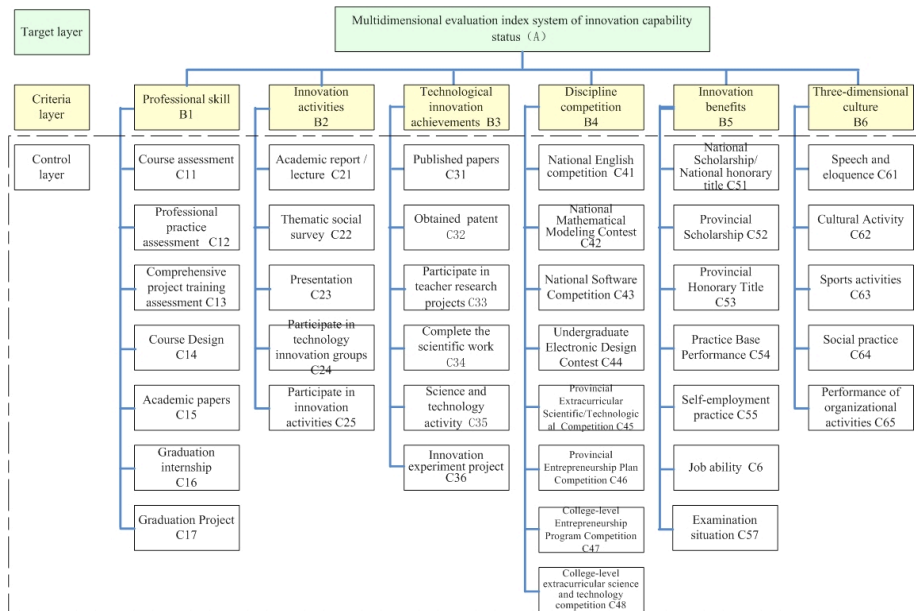 Target layer
Multidimensional evaluation index system of innovation capability
status（A）
Criteria
layer
Professional skill
B1
Innovation
activities
B2
Technological
innovation
achievements B3
Discipline
competition
B4
Innovation
benefits
B5
Three-dimensional
culture
B6
Control
layer
Course assessment
C11
Professional
practice
assessment C12
Comprehensive
project training
assessment C13
Course Design
C14
Academic papers
C15
Graduation
internship
C16
Graduation Project
C17
Academic report /
lecture C21
Thematic social
survey C22
Presentation
C23
Participate in
technology
innovation groups
C24
Participate in
innovation
activities C25
Published papers
C31
Obtained patent
C32
Participate in
teacher research
projects C33
Complete the
scientific work
C34
Science and
technology
activity C35
Innovation
experiment project
C36
National English
competition C41
National
Mathematical
Modeling Contest
C42
National Software
Competition C43
Undergraduate
Electronic Design
Contest C44
Provincial
Extracurricular
Scientific/Technologic
al Competition C45
Provincial
Entrepreneurship Plan
Competition C46
College-level
Entrepreneurship
Program Competition
C47
College-level
extracurricular science
and technology
competition C48
National
Scholarship/
National honorary
title C51
Provincial
Scholarship C52
Provincial
Honorary Title
C53
Practice Base
Performance C54
Self-employment
practice C55
Job ability C6
Examination
situation C57
Speech and
eloquence C61
Cultural Activity
C62
Sports activities
C63
Social practice
C64
Performance of
organizational
activities C65